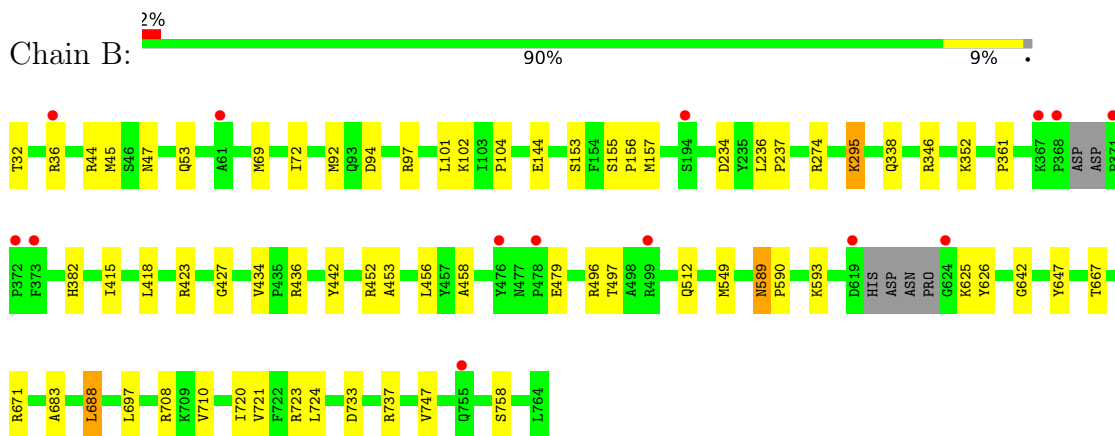 2%
Chain B:
90% 9% •
T32 R36 R44 M45 S46 N47 Q53 A61 M69 I72 M92 Q93 D94 R97 L101 K102 I103 P104 E144 S153 F154 S155 P156 M157 S194 D234 Y235 L236 P237 R274 K295 Q338 R346 K352 P361 K367 P368 ASP ASP
P372 F373 H382 I415 L418 R423 G427 V434 P435 R436 Y442 R452 A453 L456 Y457 A458 Y476 N477 P478 E479 R496 T497 A498 R499 Q512 M549 N589 P590 K593 D619 HIS ASP ASN PRO G624 K625 Y626 G642 Y647 T667
R671 A683 L688 L697 R708 K709 V710 I720 V721 F722 R723 L724 D733 R737 V747 Q755 S758 L764